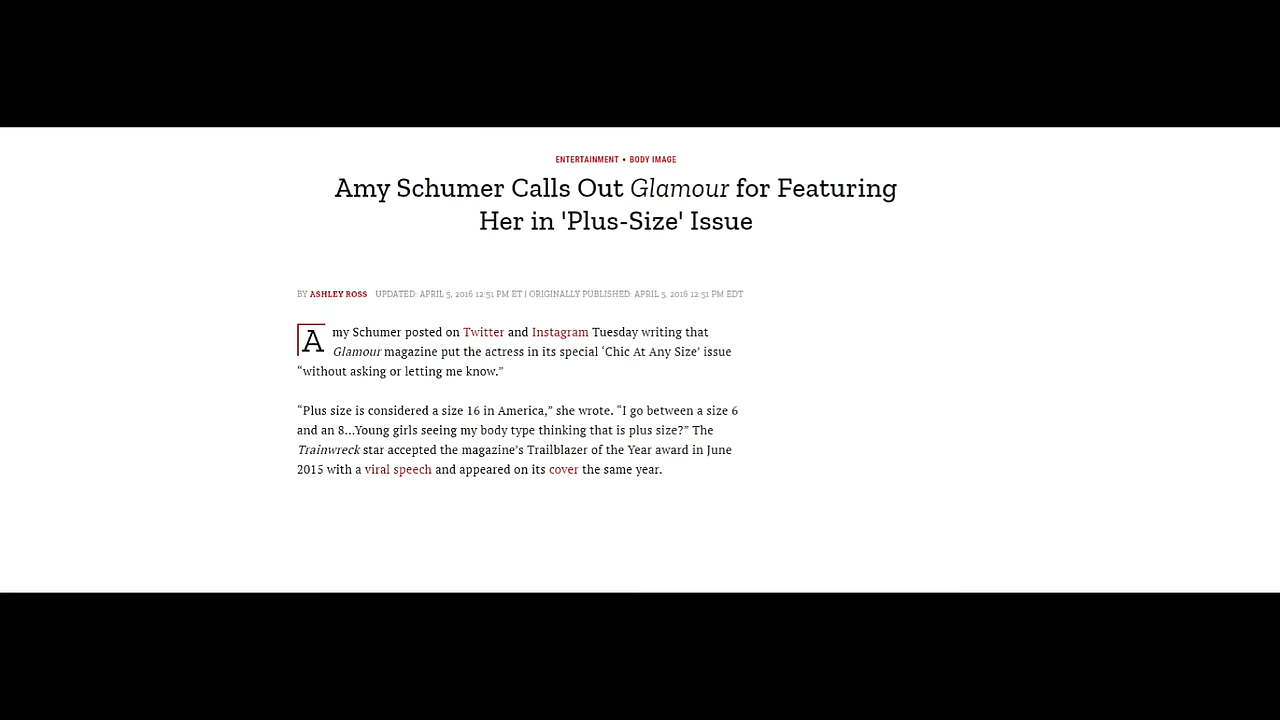 ENTERTAINMENT • BODY IMAGE
Amy Schumer Calls Out Glamour for Featuring
Her in 'Plus-Size' Issue
BY ASHLEY ROSS UPDATED: APRIL 5, 2016 12:51 PM ET | ORIGINALLY PUBLISHED: APRIL 5, 2016 12:51 PM EDT
Amy Schumer posted on Twitter and Instagram Tuesday writing that
Glamour magazine put the actress in its special ‘Chic At Any Size’ issue
“without asking or letting me know.”
“Plus size is considered a size 16 in America,” she wrote. “I go between a size 6
and an 8...Young girls seeing my body type thinking that is plus size?” The
Trainwreck star accepted the magazine's Trailblazer of the Year award in June
2015 with a viral speech and appeared on its cover the same year.